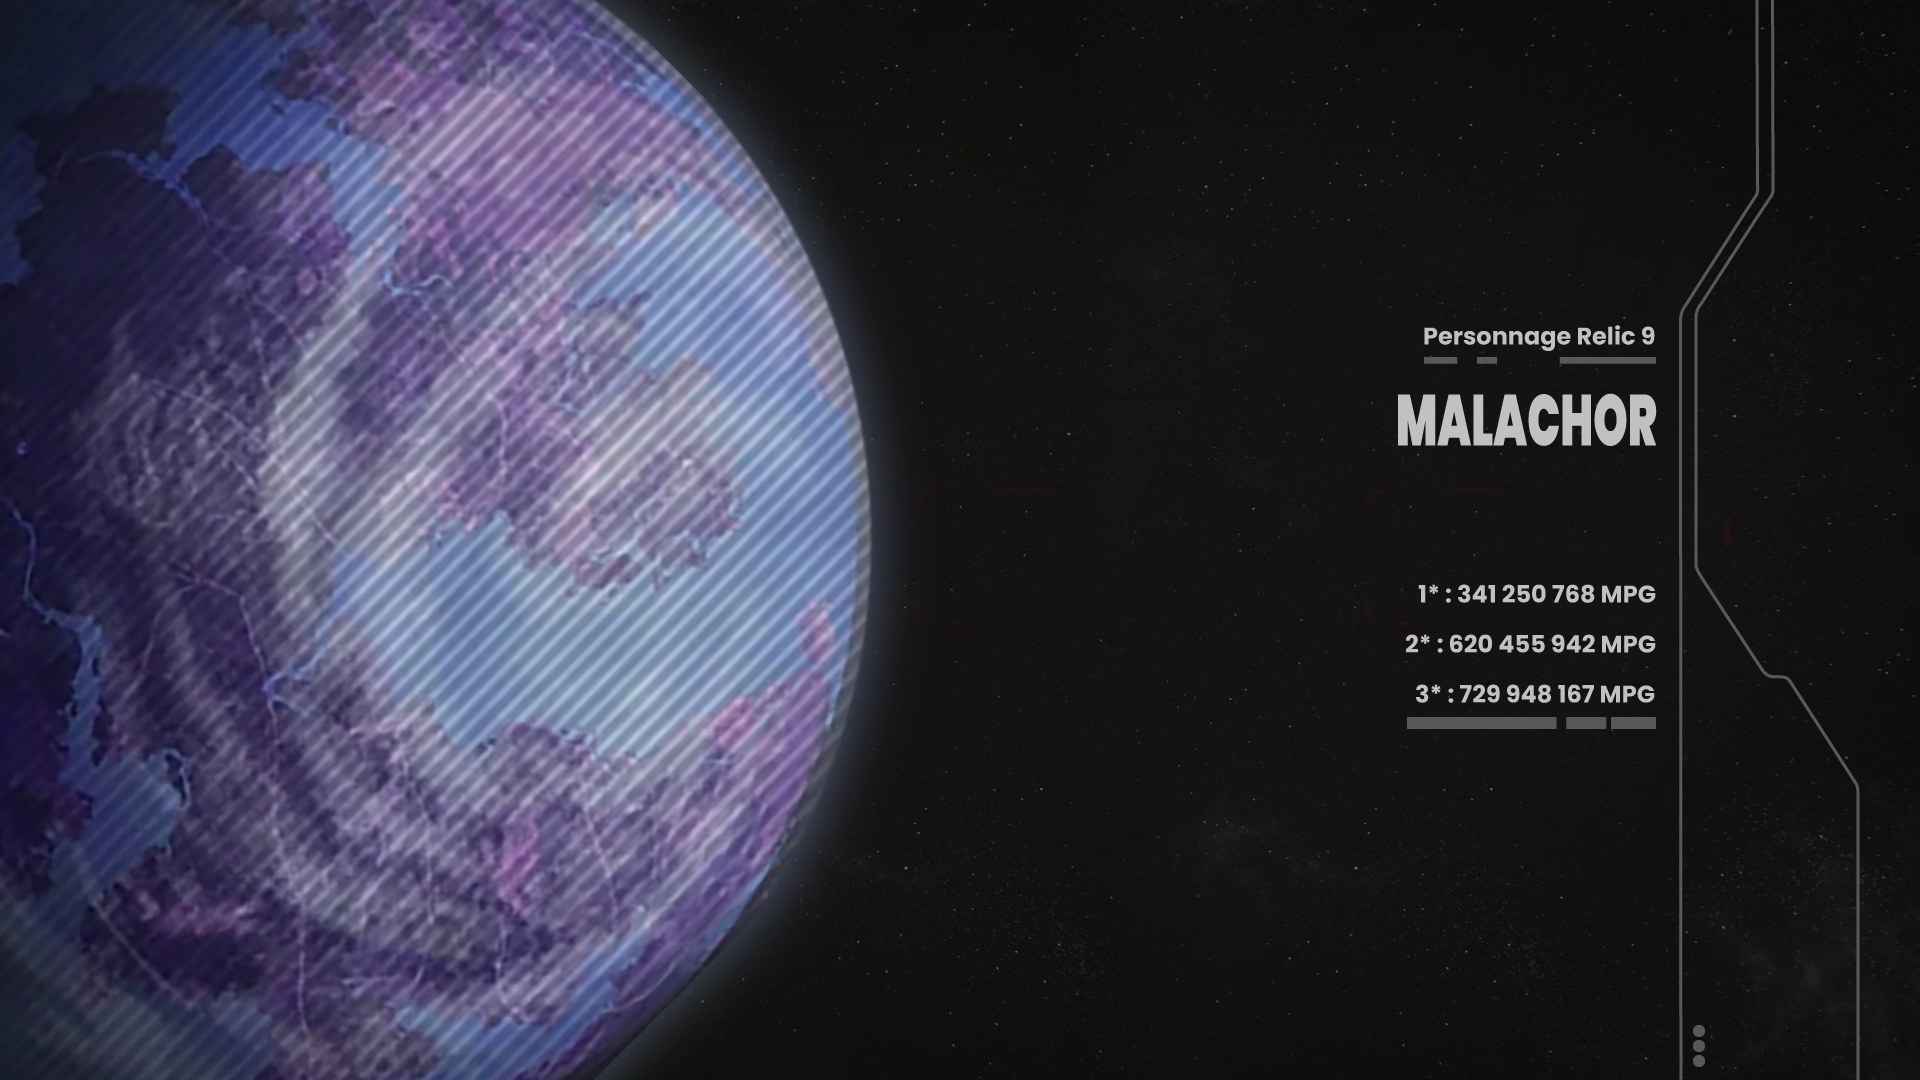 Personnage Relic 9
MALACHOR
1* : 341 250 768 MPG
2* : 620 455 942 MPG
3* : 729 948 167 MPG